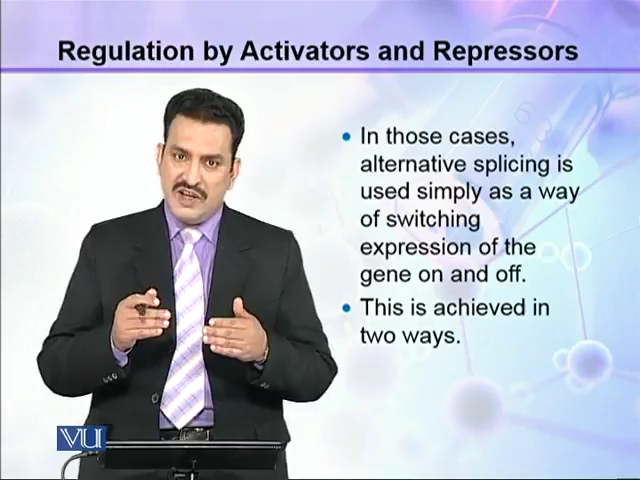 Regulation by Activators and Repressors
• In those cases,
alternative splicing is
used simply as a way
of switching
expression of the
gene on and off.
• This is achieved in
two ways.
VU